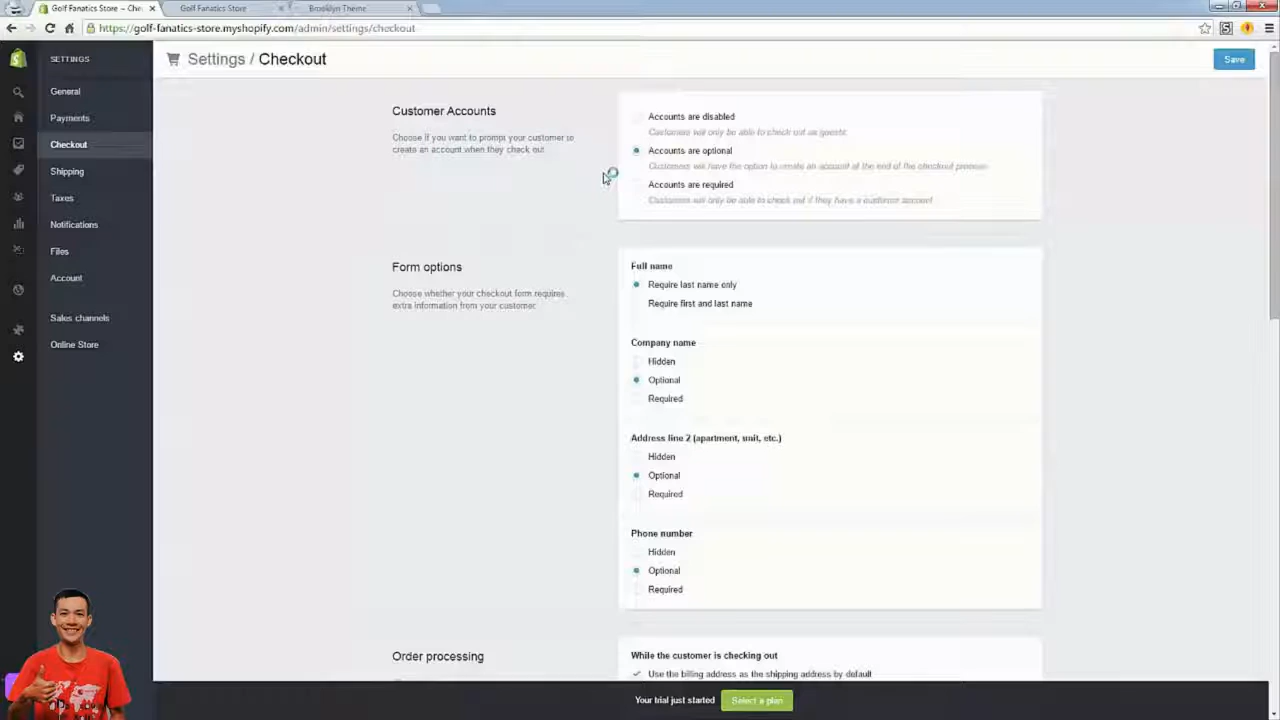 Golf Fanatics Store ~ Che
Golf Fanatics Store
Brooklyn Theme
https://golf-fanatics-store.myshopify.com/admin/settings/checkout
SETTINGS
Settings / Checkout
Save
General
Payments
Checkout
Shipping
Taxes
Notifications
Files
Account
Sales channels
Online Store
Customer Accounts
Choose if you want to prompt your customer to
create an account when they check out.
Accounts are disabled
Customers will only be able to check out as guests.
Accounts are optional
Customers will have the option to create an account at the end of the checkout process.
Accounts are required
Customers will only be able to check out if they have a customer account.
Form options
Choose whether your checkout form requires
extra information from your customer.
Full name
Require last name only
Require first and last name
Company name
Hidden
Optional
Required
Address line 2 (apartment, unit, etc.)
Hidden
Optional
Required
Phone number
Hidden
Optional
Required
Order processing
While the customer is checking out
Use the billing address as the shipping address by default
Your trial just started
Select a plan